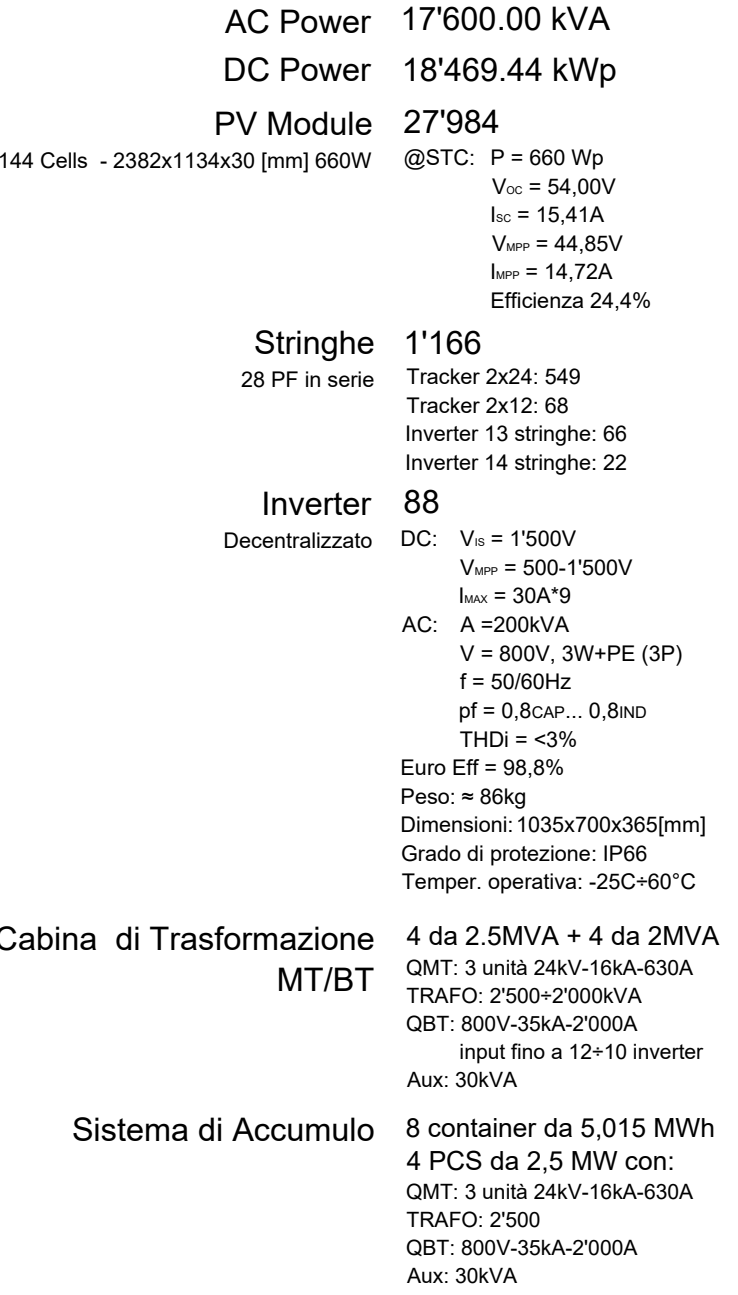 AC Power 17'600.00 kVA
DC Power 18'469.44 kWp
PV Module 27'984
144 Cells - 2382x1134x30 [mm] 660W @STC: P = 660 Wp
Voc = 54,00V
Isc = 15,41A
VMPP = 44,85V
IMPP = 14,72A
Efficienza 24,4%
Stringhe 1'166
28 PF in serie Tracker 2x24: 549
Tracker 2x12: 68
Inverter 13 stringhe: 66
Inverter 14 stringhe: 22
Inverter 88
Decentralizzato DC: VIS = 1'500V
VMPP = 500-1'500V
IMAX = 30A*9
AC: A =200kVA
V = 800V, 3W+PE (3P)
f = 50/60Hz
pf = 0,8CAP... 0,8IND
THDi = <3%
Euro Eff = 98,8%
Peso: ≈ 86kg
Dimensioni: 1035x700x365[mm]
Grado di protezione: IP66
Temper. operativa: -25C÷60°C
Cabina di Trasformazione 4 da 2.5MVA + 4 da 2MVA
MT/BT QMT: 3 unità 24kV-16kA-630A
TRAFO: 2'500÷2'000kVA
QBT: 800V-35kA-2'000A
input fino a 12÷10 inverter
Aux: 30kVA
Sistema di Accumulo 8 container da 5,015 MWh
4 PCS da 2,5 MW con:
QMT: 3 unità 24kV-16kA-630A
TRAFO: 2'500
QBT: 800V-35kA-2'000A
Aux: 30kVA